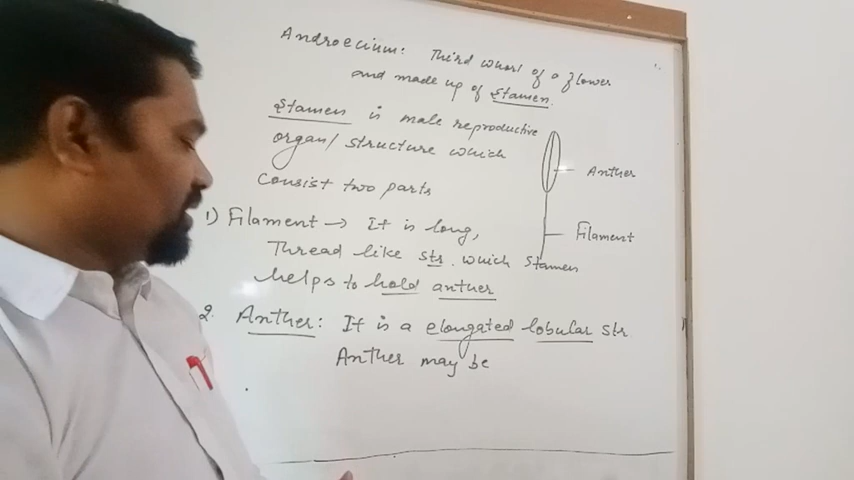 Androecium: Third whorl of a flower
and made up of Stamen.
Stamen is male reproductive
organ/structure which
consist two parts
1) Filament → It is long,
Thread like str. which
helps to hold anther
2. Anther: It is a elongated lobular str
Anther may be
Anther
Filament
Stamen